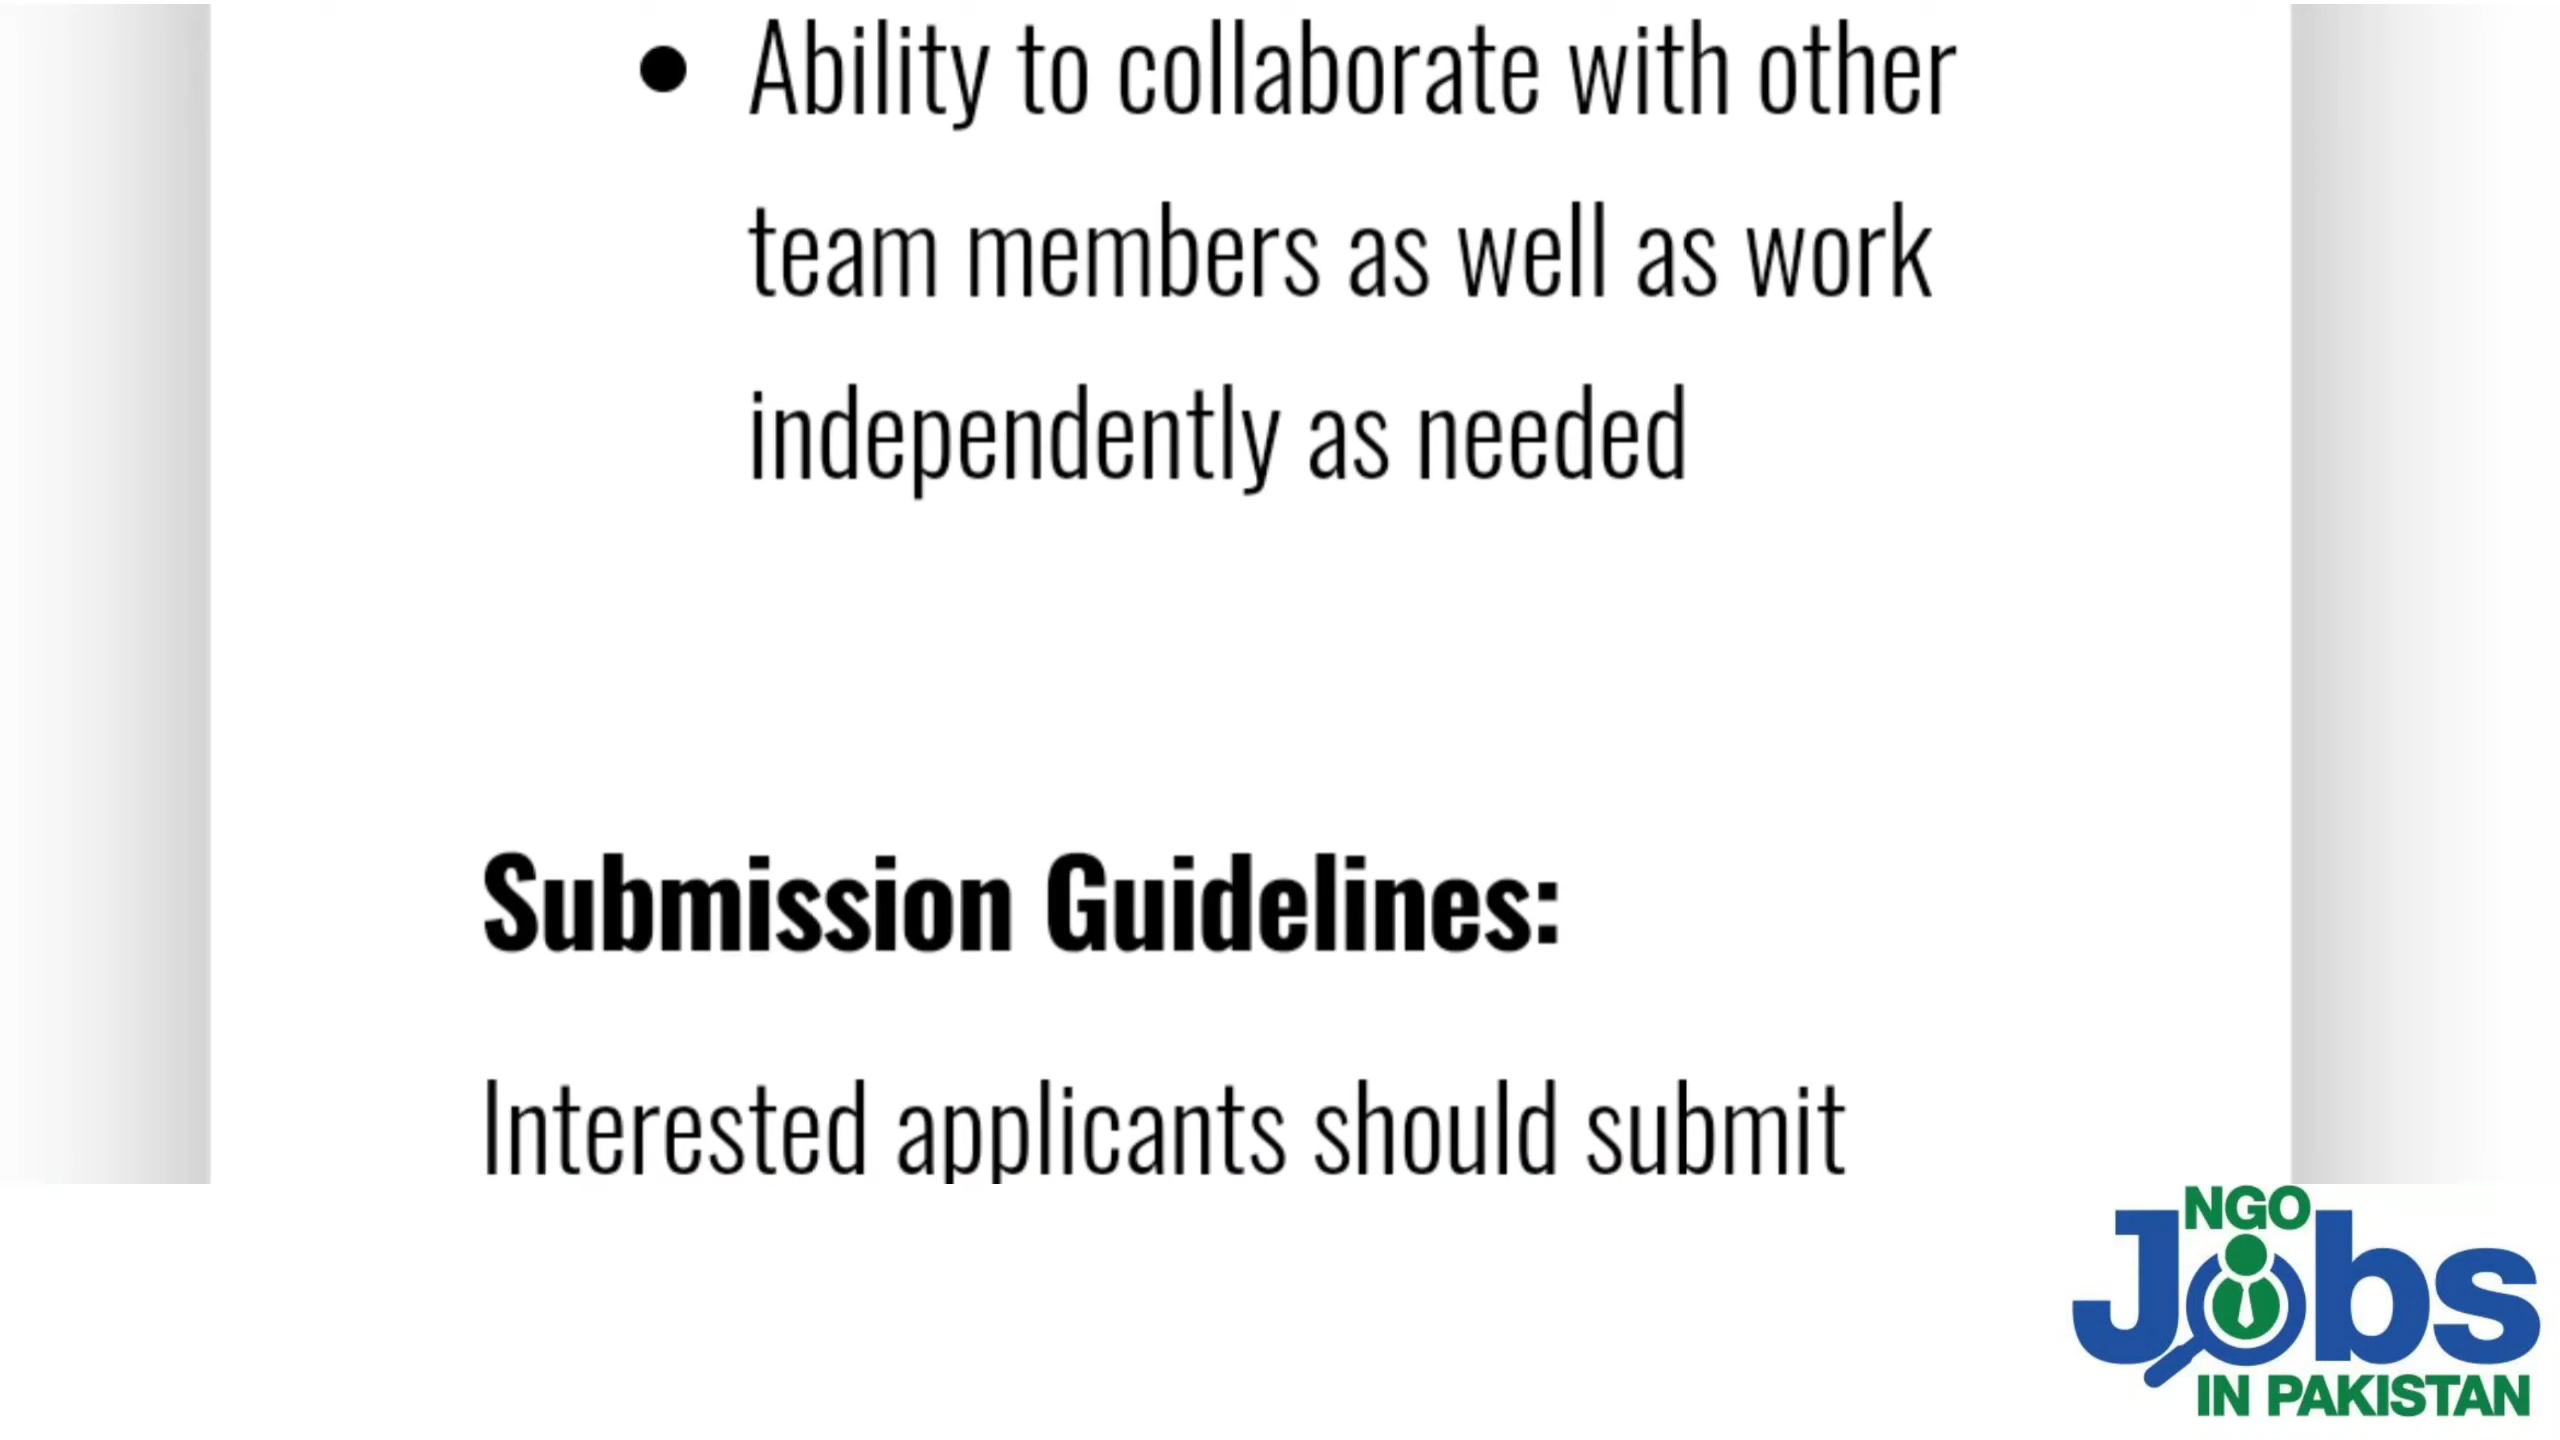 • Ability to collaborate with other
team members as well as work
independently as needed
Submission Guidelines:
Interested applicants should submit
NGO
Jobs
IN PAKISTAN